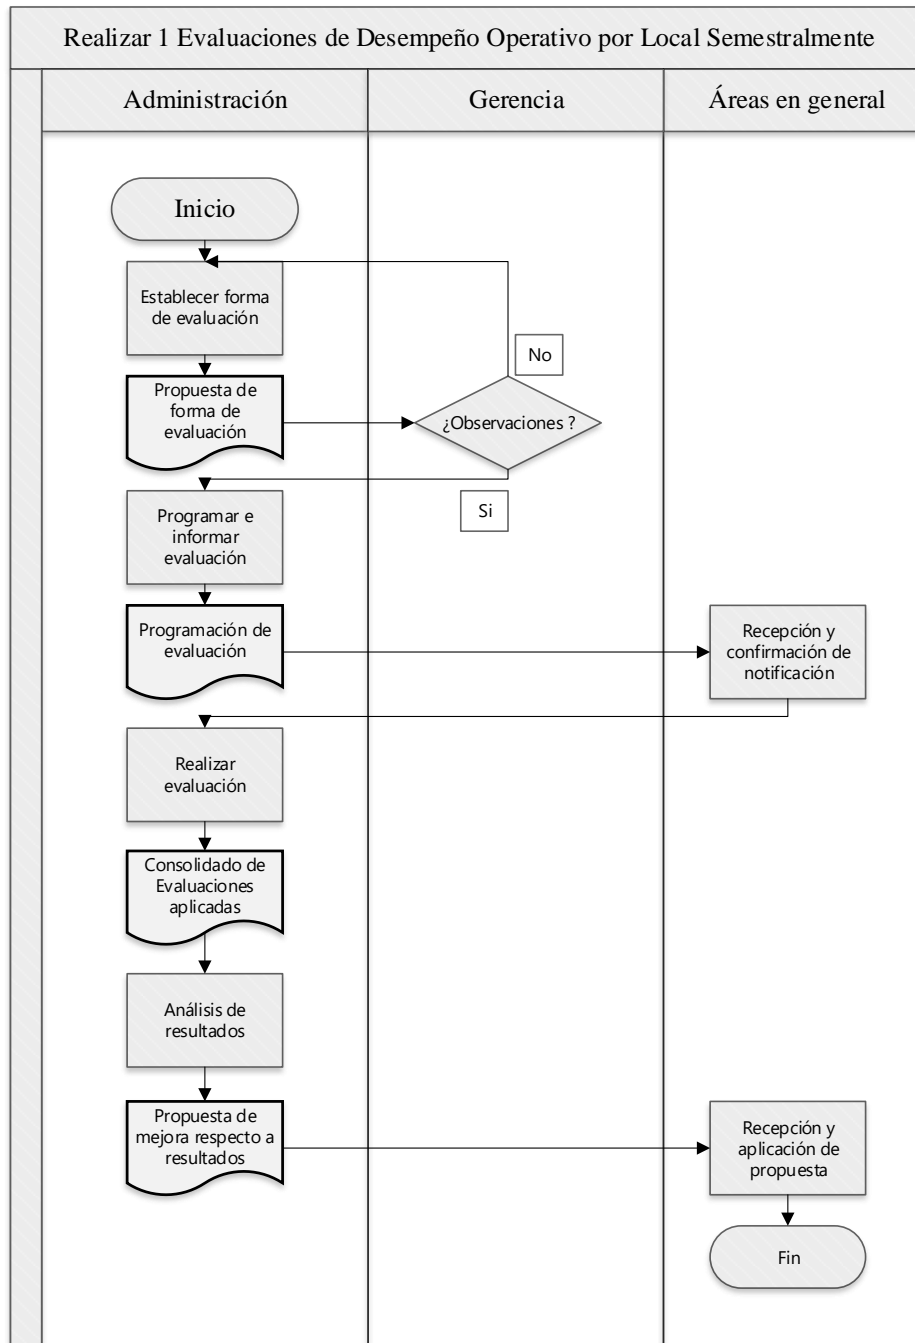 Realizar 1 Evaluaciones de Desempeño Operativo por Local Semestralmente
Administración
Gerencia
Áreas en general
Inicio
Establecer forma
de evaluación
No
Propuesta de
forma de
evaluación
¿Observaciones ?
Si
Programar e
informar
evaluación
Programación de
evaluación
Recepción y
confirmación de
notificación
Realizar
evaluación
Consolidado de
Evaluaciones
aplicadas
Análisis de
resultados
Propuesta de
mejora respecto a
resultados
Recepción y
aplicación de
propuesta
Fin